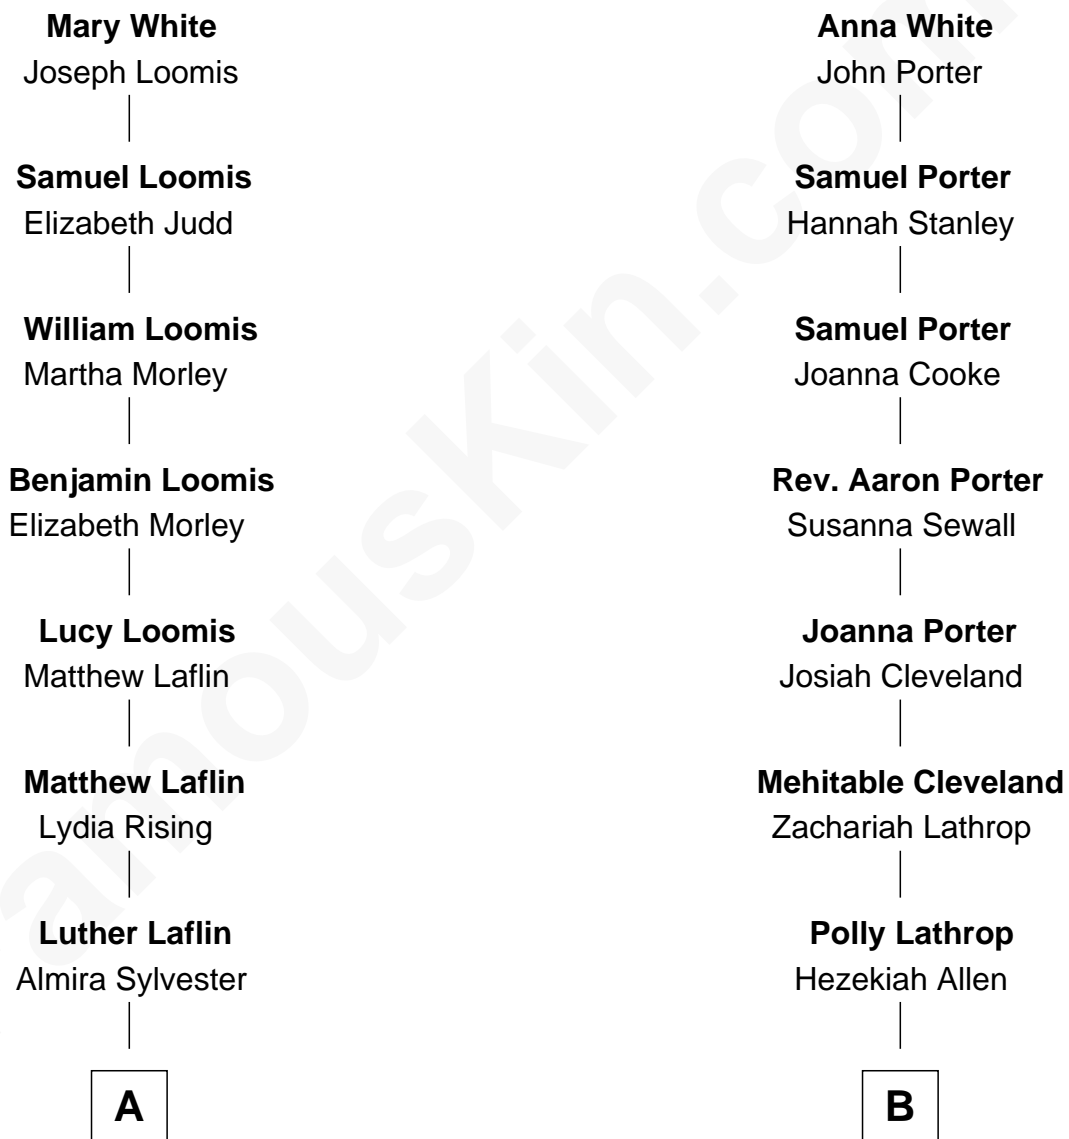 Mary White
Joseph Loomis
Samuel Loomis
Elizabeth Judd
William Loomis
Martha Morley
Benjamin Loomis
Elizabeth Morley
Lucy Loomis
Matthew Laflin
Matthew Laflin
Lydia Rising
Luther Laflin
Almira Sylvester
A
Anna White
John Porter
Samuel Porter
Hannah Stanley
Samuel Porter
Joanna Cooke
Rev. Aaron Porter
Susanna Sewall
Joanna Porter
Josiah Cleveland
Mehitable Cleveland
Zachariah Lathrop
Polly Lathrop
Hezekiah Allen
B
amouskin.com